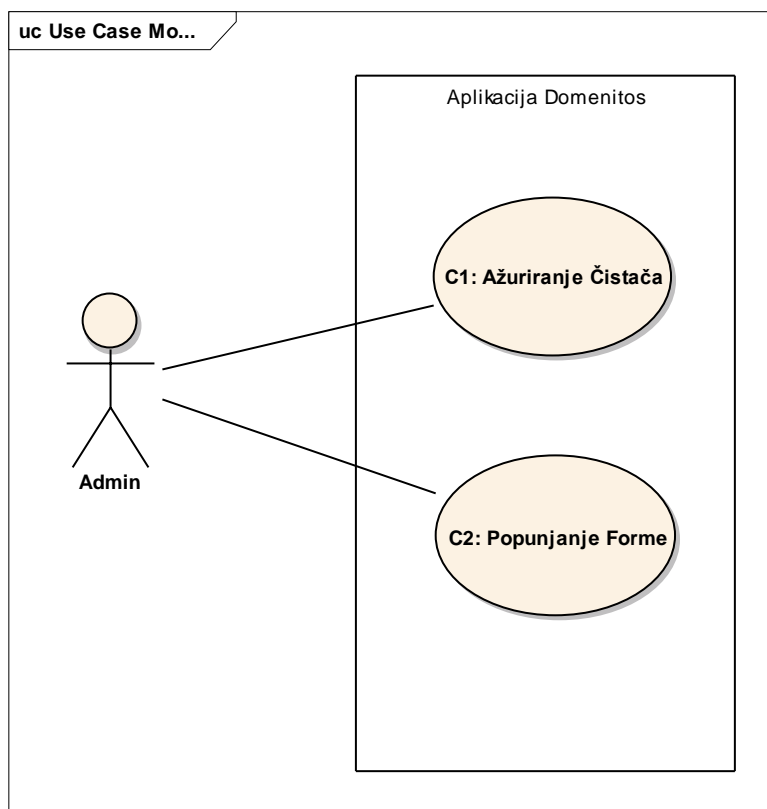 uc Use Case Mo...
Aplikacija Domenitos
C1: Ažuriranje Čistača
Admin
C2: Popunjanje Forme